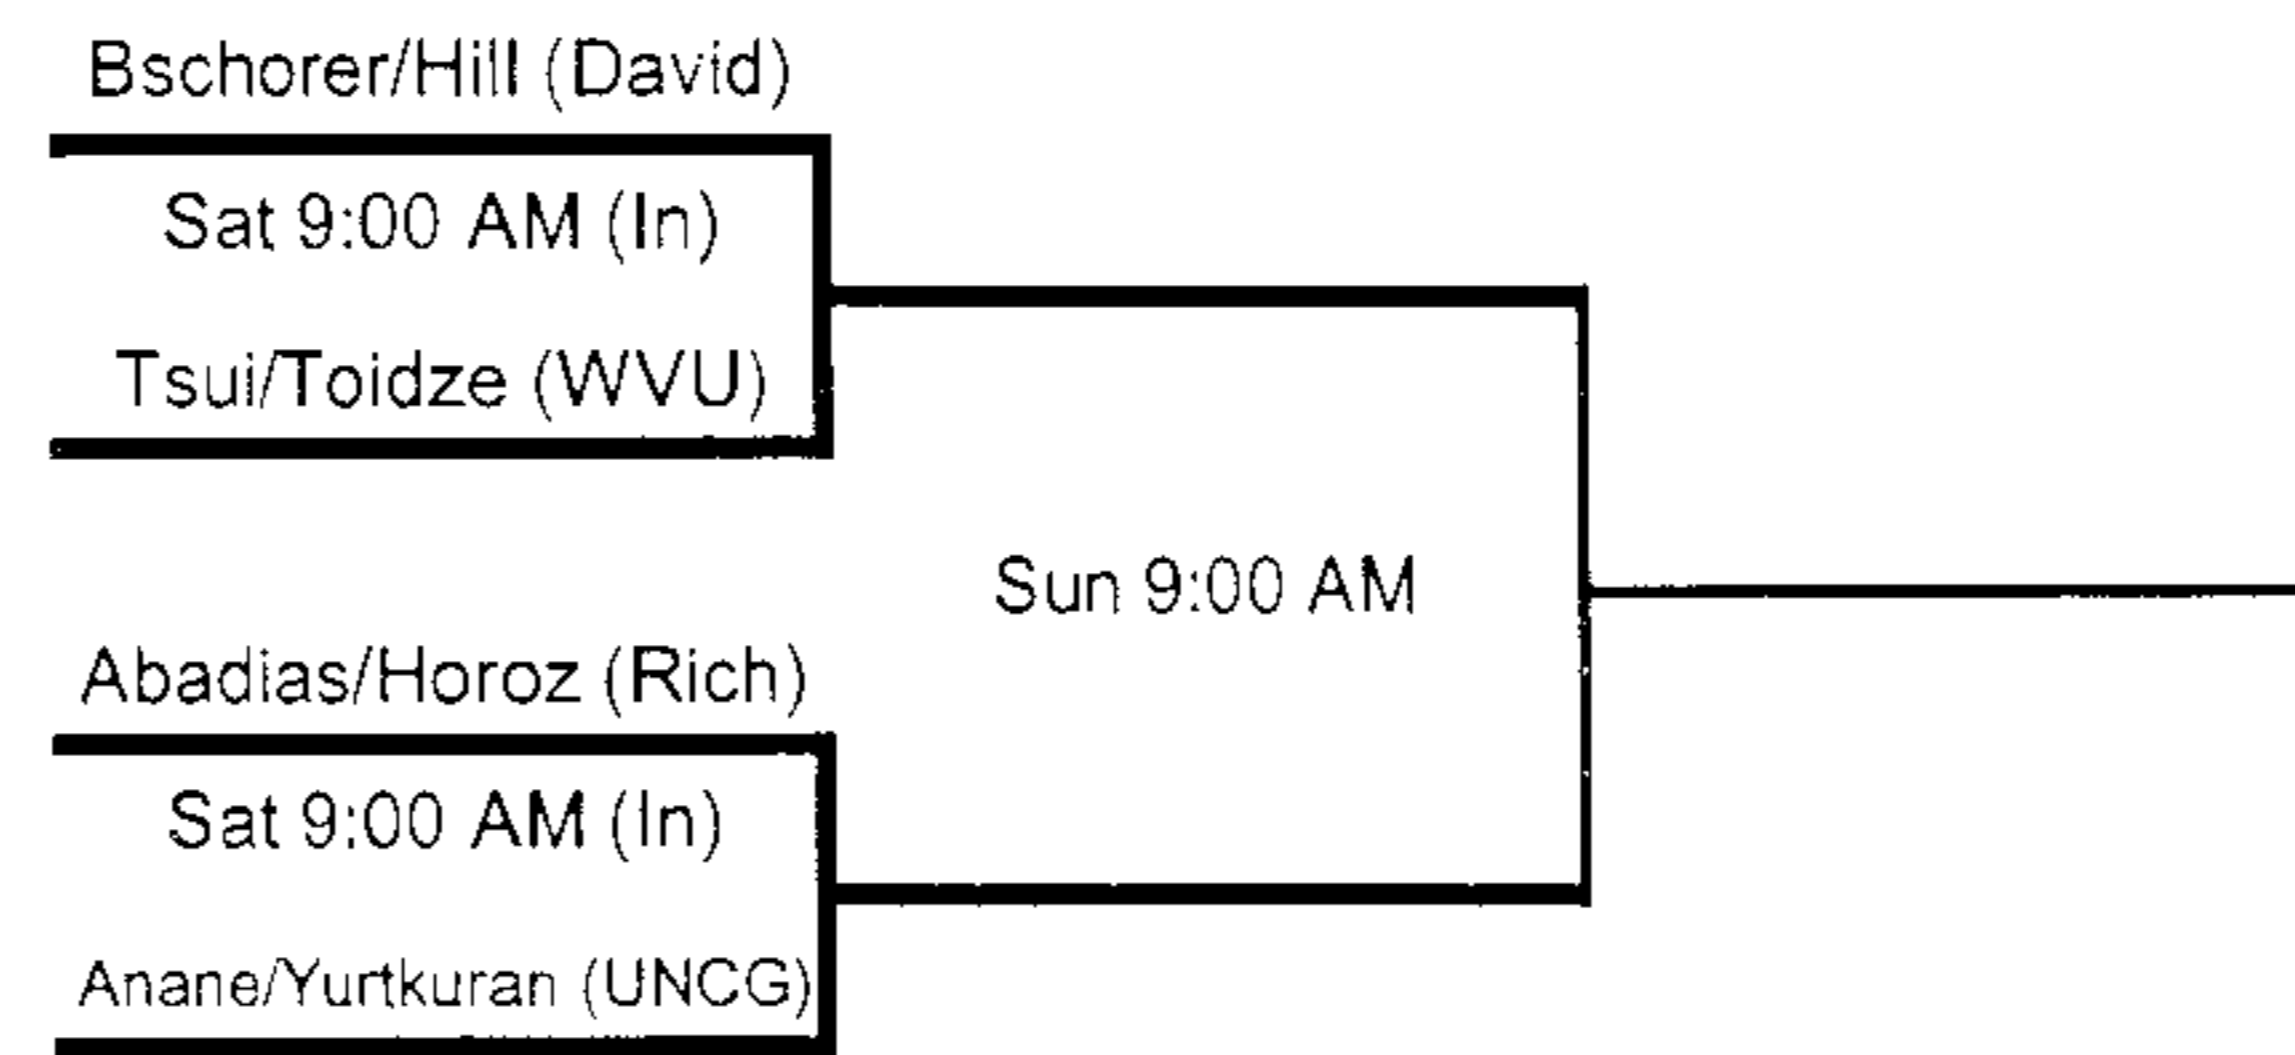 Bschorer/Hill (David)
Sat 9:00 AM (In)
Tsui/Toidze (WVU)
Sun 9:00 AM
Abadias/Horoz (Rich)
Sat 9:00 AM (In)
Anane/Yurtkuran (UNCG)